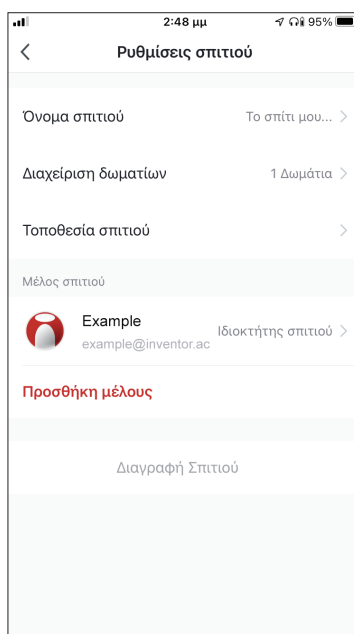 2:48 μμ 95%
Ρυθμίσεις σπιτιού
Όνομα σπιτιού Το σπίτι μου...
Διαχείριση δωματίων 1 Δωμάτια
Τοποθεσία σπιτιού
Μέλος σπιτιού
Example
Ιδιοκτήτης σπιτιού
example@inventor.ac
Προσθήκη μέλους
Διαγραφή Σπιτιού